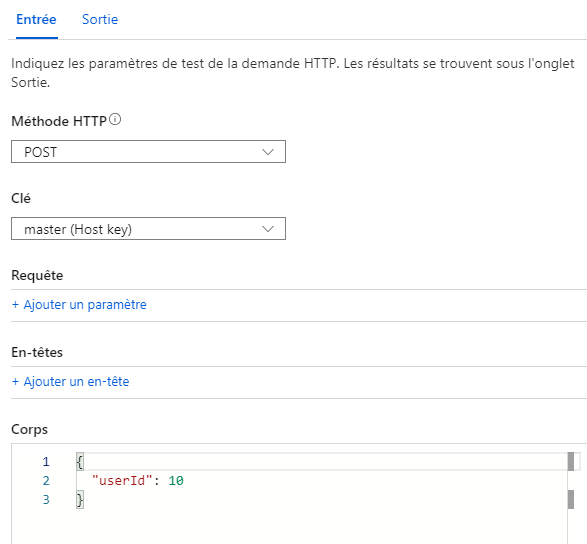 Entrée Sortie
Indiquez les paramètres de test de la demande HTTP. Les résultats se trouvent sous l'onglet
Sortie.
Méthode HTTP
POST
Clé
master (Host key)
Requête
+ Ajouter un paramètre
En-têtes
+ Ajouter un en-tête
Corps
1 {
2 "userId": 10
3 }